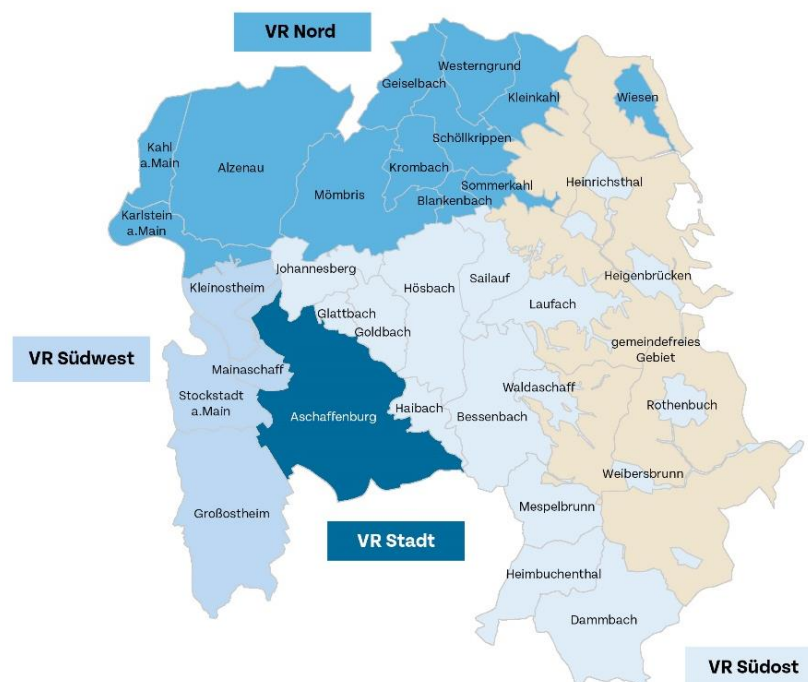 VR Nord
Westerngrund
Geiselbach
Kleinkahl
Wiesen
Schöllkrippen
Kahl
a.Main
Alzenau
Krombach
Mömbris
Sommerkahl
Heinrichsthal
Blankenbach
Karlstein
a.Main
Johannesberg
Kleinostheim
Hösbach
Sailauf
Heigenbrücken
Laufach
Glattbach
Goldbach
gemeindefreies
Gebiet
VR Südwest
Mainaschaff
Stockstadt
a.Main
Waldaschaff
Haibach
Rothenbuch
Aschaffenburg
Bessenbach
Weibersbrunn
Großostheim
Mespelbrunn
VR Stadt
Heimbuchenthal
Dammbach
VR Südost